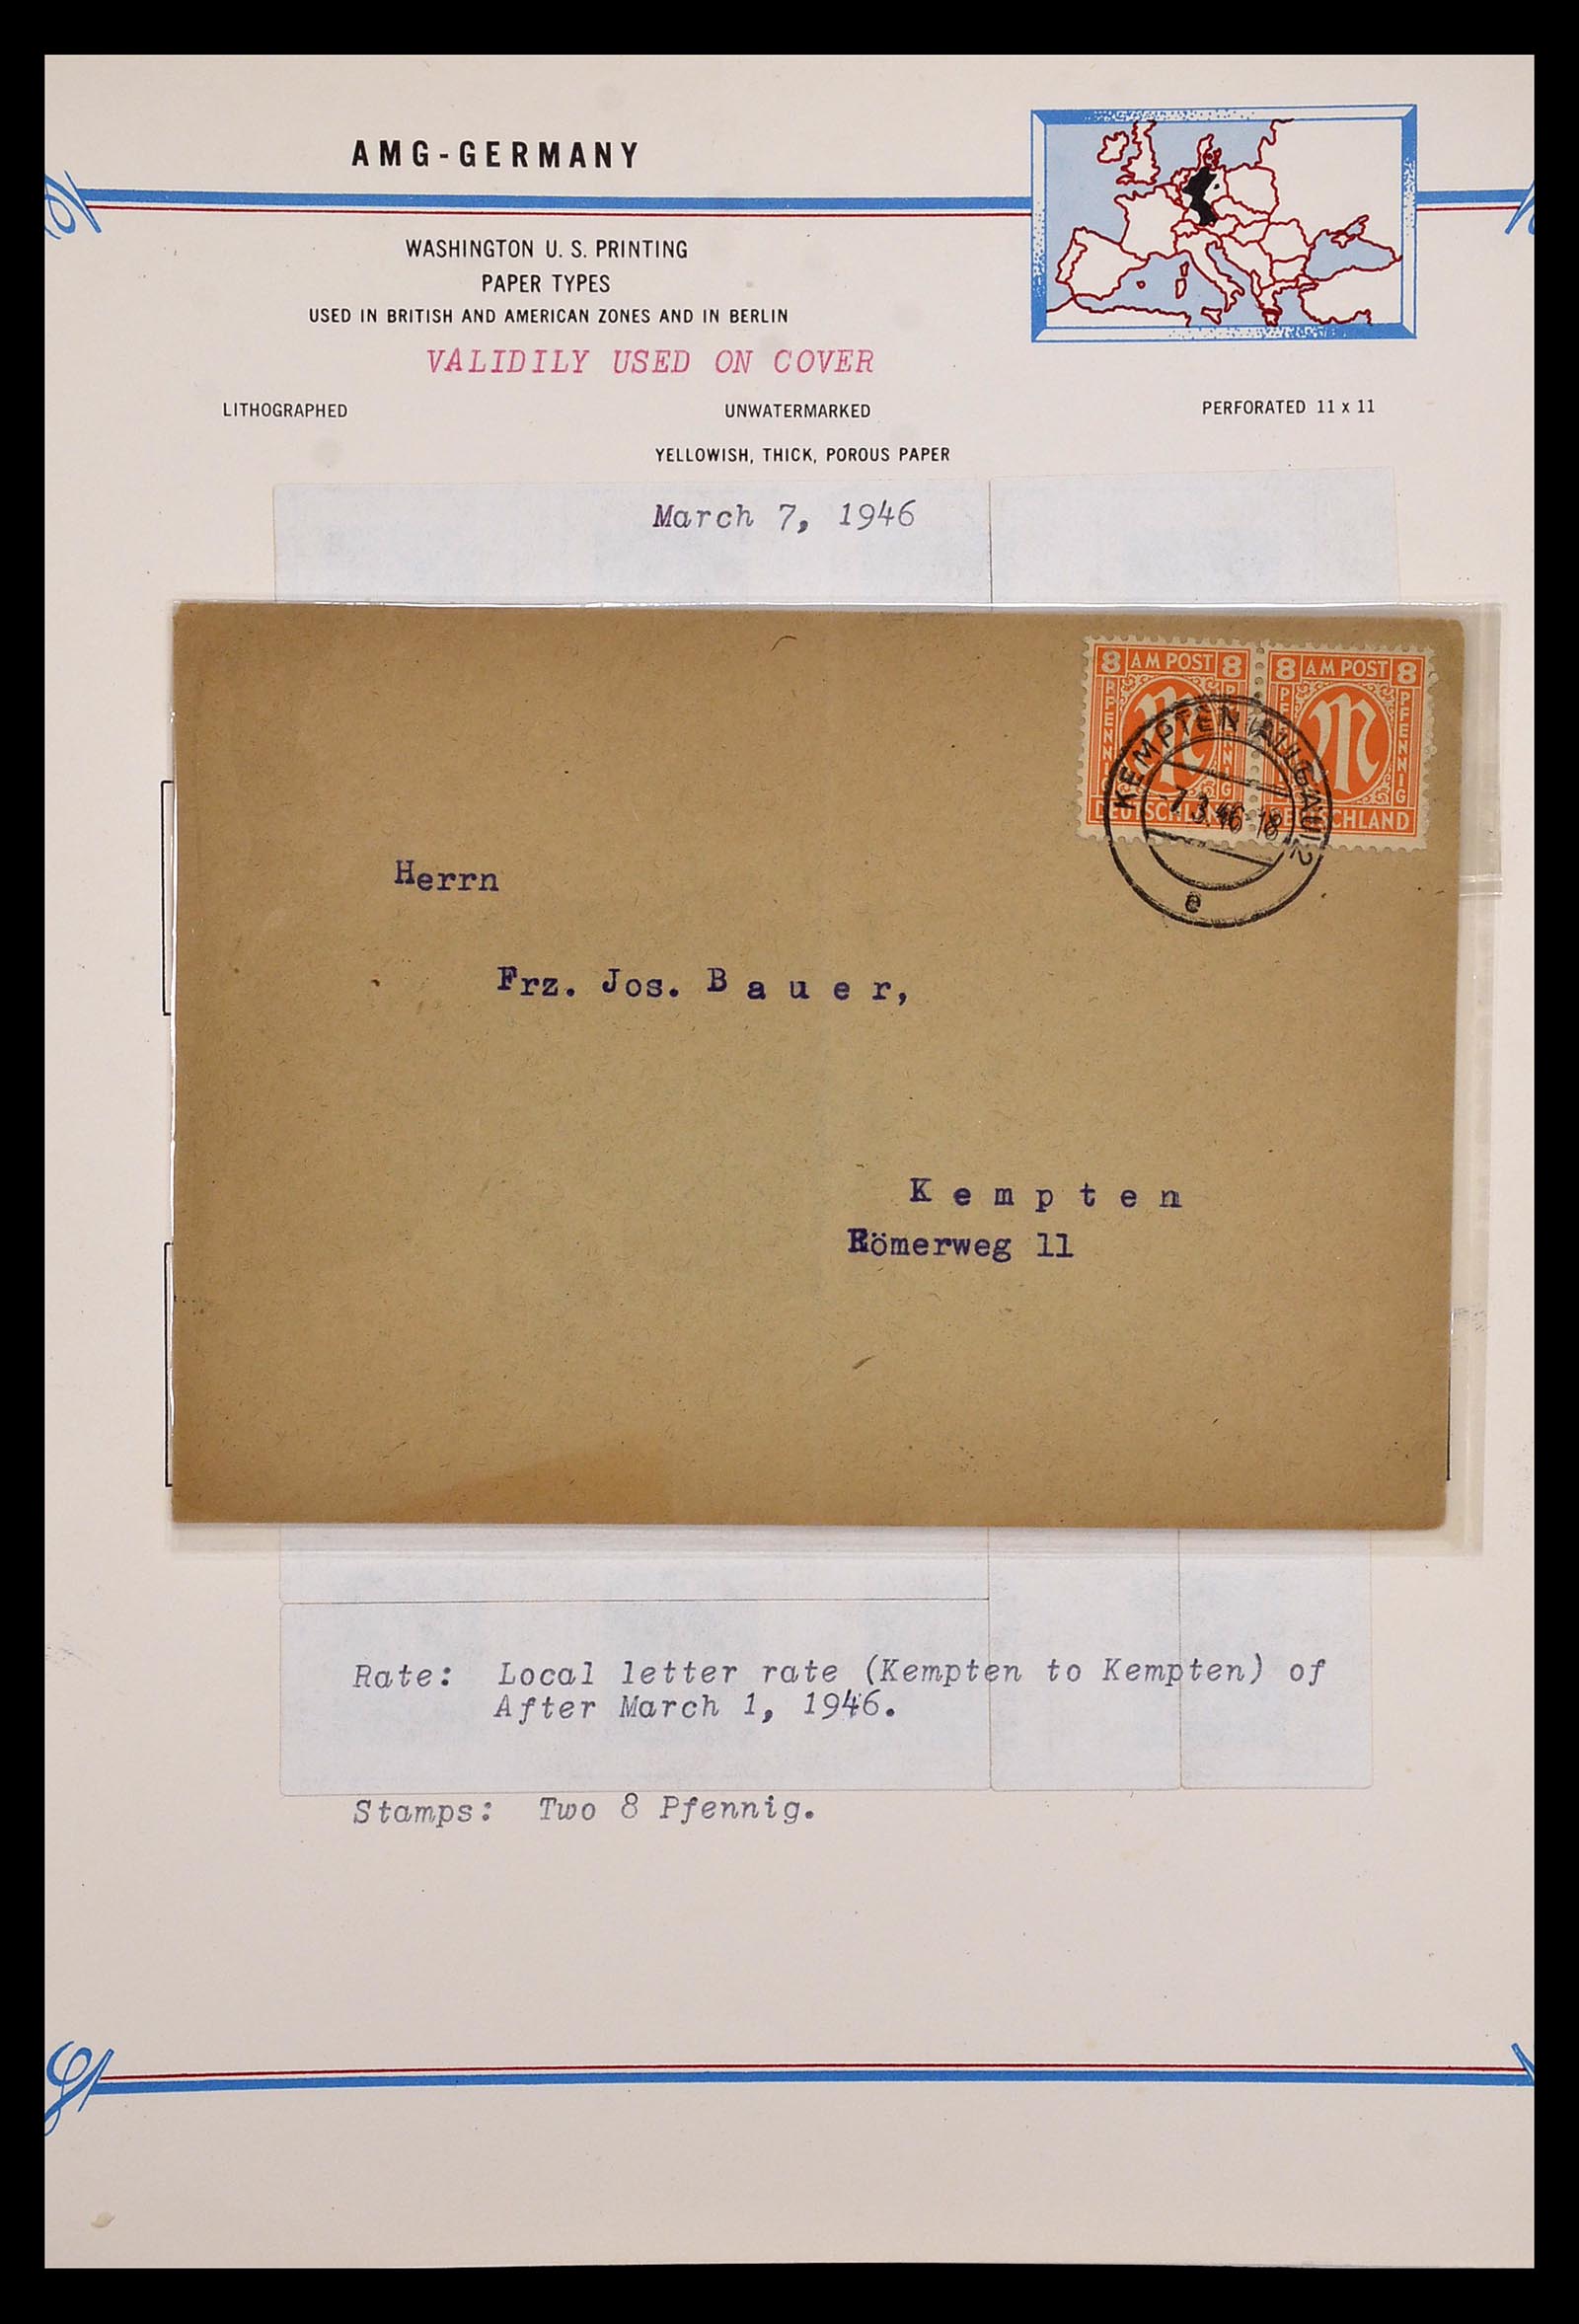 AMG-GERMANY
WASHINGTON U. S. PRINTING
PAPER TYPES
USED IN BRITISH AND AMERICAN ZONES AND IN BERLIN
VALIDILY USED ON COVER
LITHOGRAPHED UNWATERMARKED PERFORATED 11 x 11
YELLOWISH, THICK, POROUS PAPER
March 7, 1946
8 AM POST 8 8 AM POST 8
PFENNIG PFENNIG PFENNIG PFENNIG
M M
DEUTSCHLAND DEUTSCHLAND
KEMPTEN (ALLGÄU) 2
-7.3.46-18
e
Herrn
Frz. Jos. B a u e r,
K e m p t e n
Römerweg 11
Rate: Local letter rate (Kempten to Kempten) of
After March 1, 1946.
Stamps: Two 8 Pfennig.